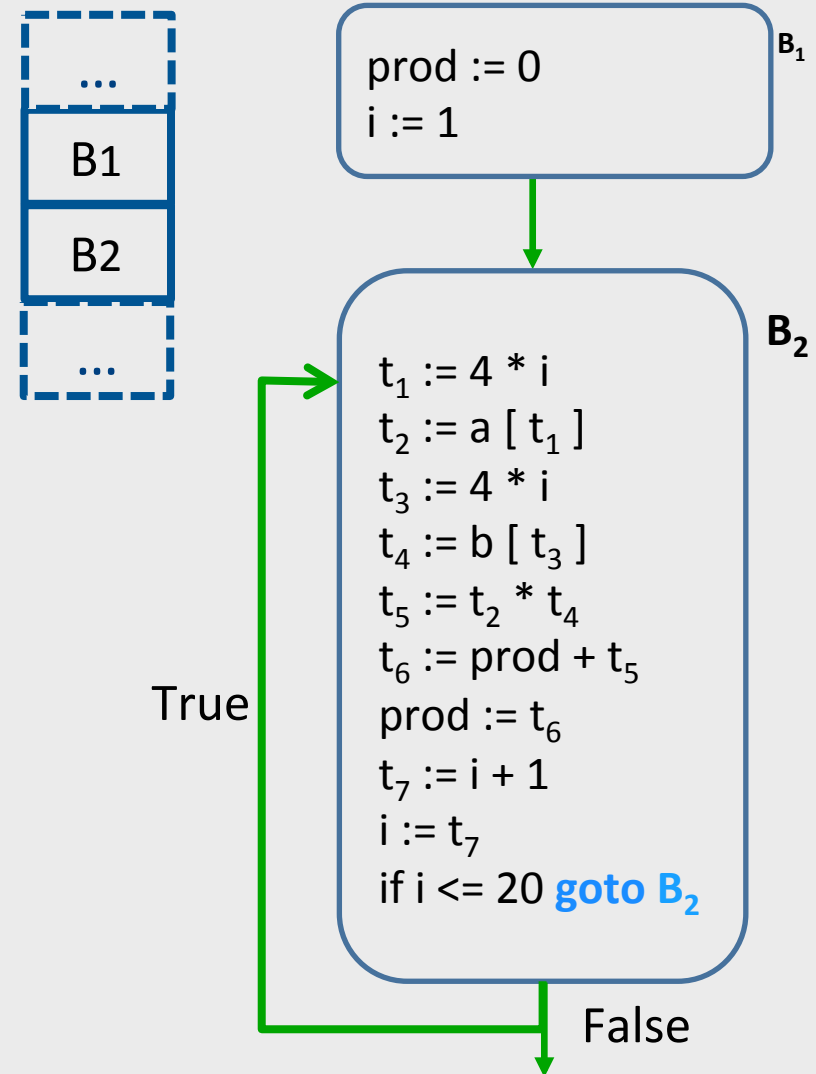 ...
B1
B2
...
prod := 0
i := 1
B₁
B₂
t₁ := 4 * i
t₂ := a [ t₁ ]
t₃ := 4 * i
t₄ := b [ t₃ ]
t₅ := t₂ * t₄
t₆ := prod + t₅
prod := t₆
t₇ := i + 1
i := t₇
if i <= 20 goto B₂
True
False